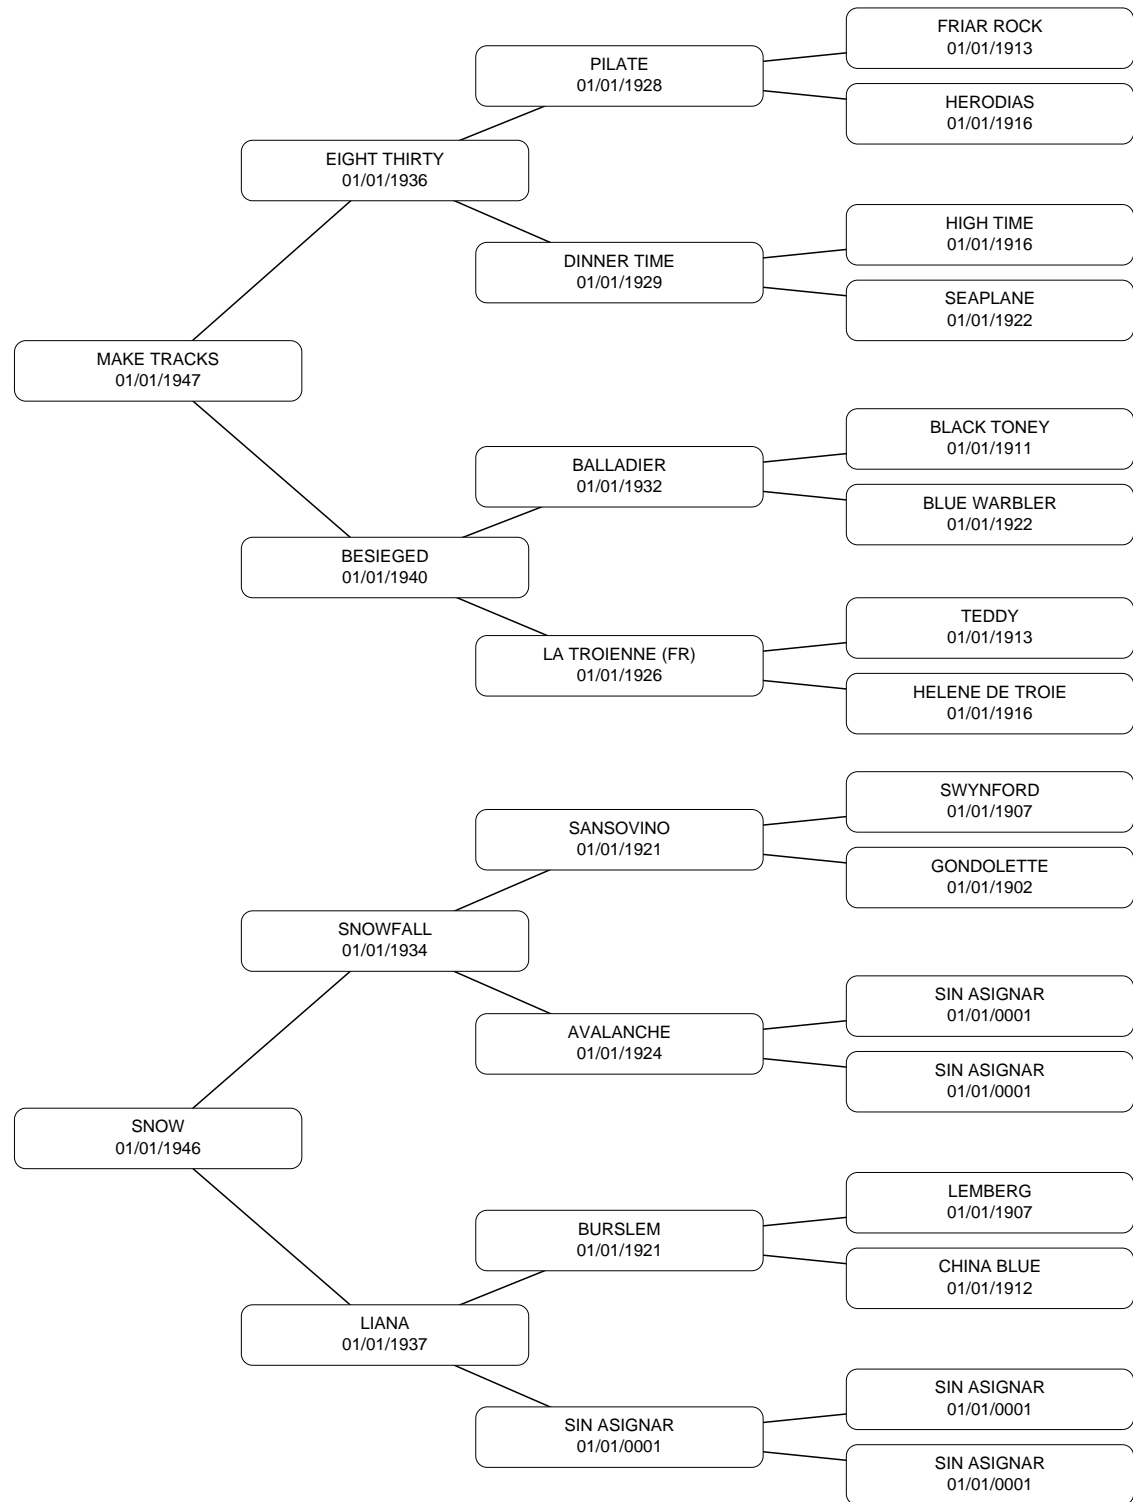 FRIAR ROCK
01/01/1913
PILATE
01/01/1928
HERODIAS
01/01/1916
EIGHT THIRTY
01/01/1936
HIGH TIME
01/01/1916
DINNER TIME
01/01/1929
SEAPLANE
01/01/1922
MAKE TRACKS
01/01/1947
BLACK TONEY
01/01/1911
BALLADIER
01/01/1932
BLUE WARBLER
01/01/1922
BESIEGED
01/01/1940
TEDDY
01/01/1913
LA TROIENNE (FR)
01/01/1926
HELENE DE TROIE
01/01/1916
SWYNFORD
01/01/1907
SANSOVINO
01/01/1921
GONDOLETTE
01/01/1902
SNOWFALL
01/01/1934
SIN ASIGNAR
01/01/0001
AVALANCHE
01/01/1924
SIN ASIGNAR
01/01/0001
SNOW
01/01/1946
LEMBERG
01/01/1907
BURSLEM
01/01/1921
CHINA BLUE
01/01/1912
LIANA
01/01/1937
SIN ASIGNAR
01/01/0001
SIN ASIGNAR
01/01/0001
SIN ASIGNAR
01/01/0001